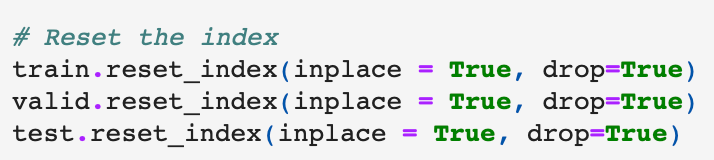 # Reset the index
train.reset_index(inplace = True, drop=True)
valid.reset_index(inplace = True, drop=True)
test.reset_index(inplace = True, drop=True)